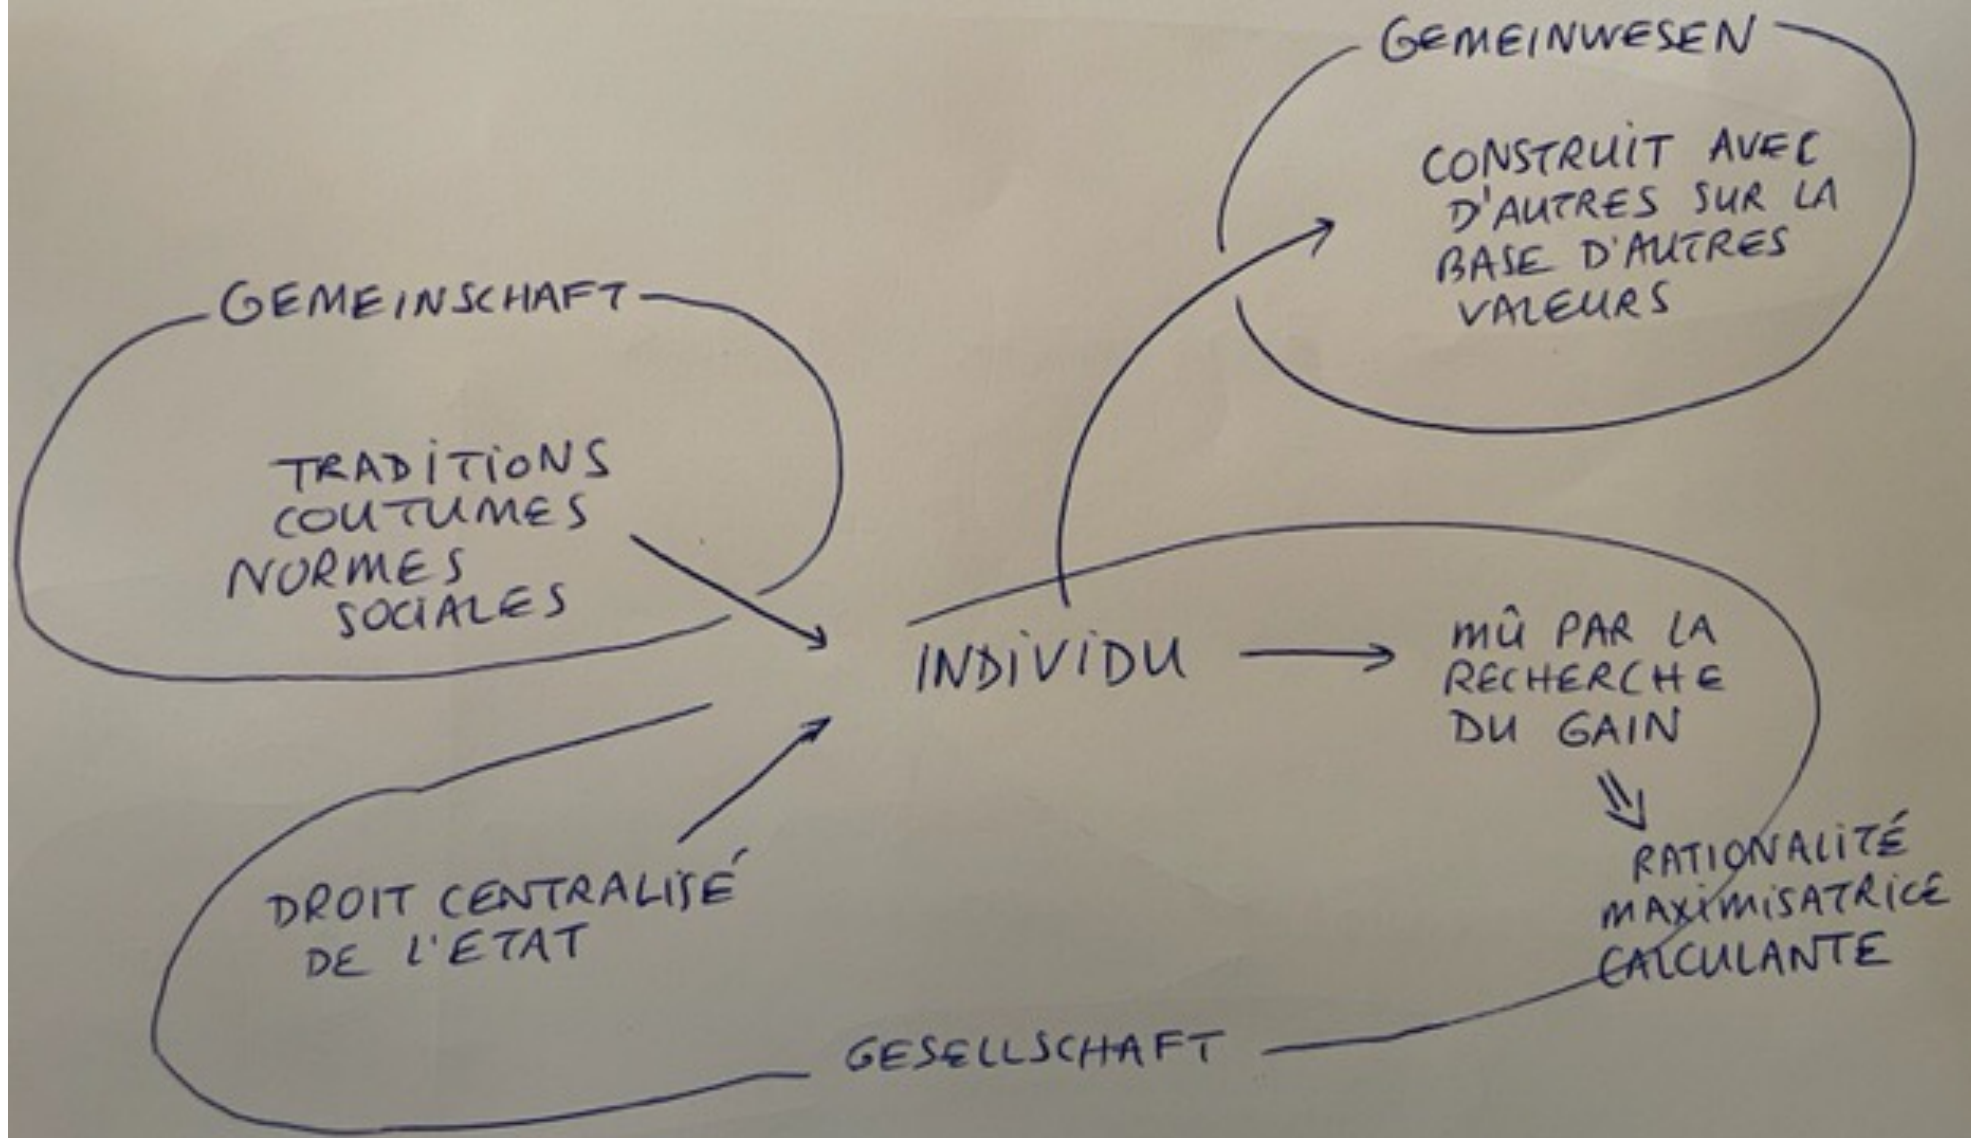 GEMEINWESEN
CONSTRUIT AVEC
D'AUTRES SUR LA
BASE D'AUTRES
VALEURS
GEMEINSCHAFT
TRADITIONS
COUTUMES
NORMES
SOCIALES
INDIVIDU
MÛ PAR LA
RECHERCHE
DU GAIN
RATIONALITÉ
MAXIMISATRICE
CALCULANTE
DROIT CENTRALISÉ
DE L'ETAT
GESELLSCHAFT